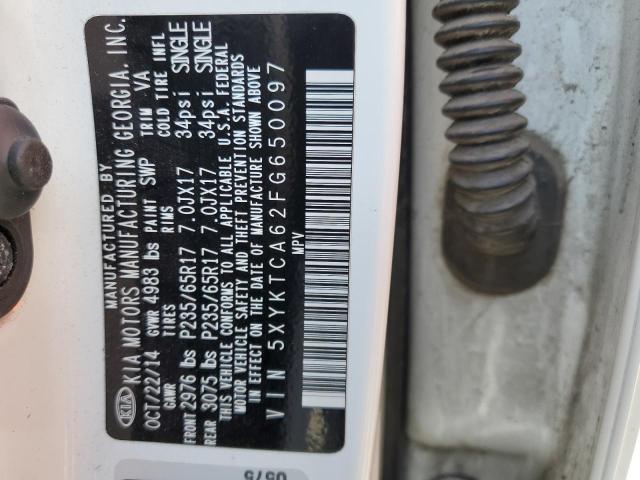 MANUFACTURED BY
KIA KIA MOTORS MANUFACTURING GEORGIA. INC.
OCT/22/14 GVWR 4983 lbs PAINT SWP TRIM VA
GAWR TIRES RIMS COLD TIRE INFL
FRONT 2976 lbs P235/65R17 7.0JX17 34psi SINGLE
REAR 3075 lbs P235/65R17 7.0JX17 34psi SINGLE
THIS VEHICLE CONFORMS TO ALL APPLICABLE U.S.A. FEDERAL
MOTOR VEHICLE SAFETY AND THEFT PREVENTION STANDARDS
IN EFFECT ON THE DATE OF MANUFACTURE SHOWN ABOVE
VIN 5XYKTCA62FG650097
MPV
0575